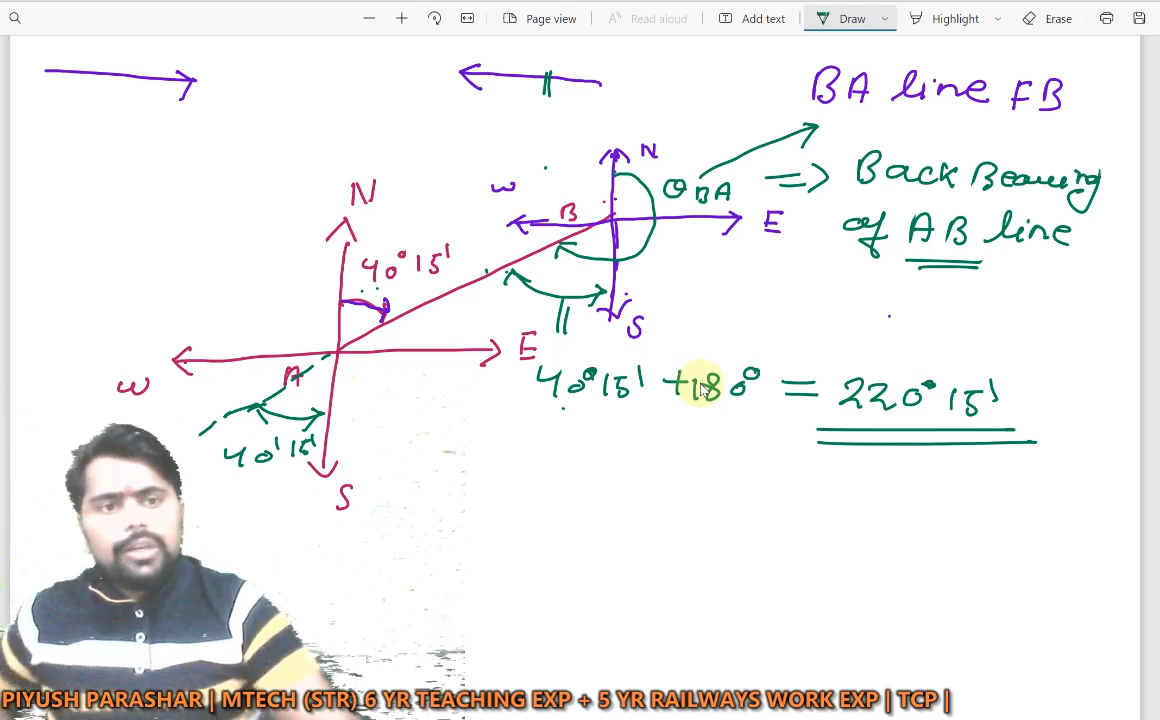 Page view
Read aloud
Add text
Draw
Highlight
Erase
BA line FB
N
θBA => Back Bearing
of AB line
W
B
E
N
40°15'
S
E
W
A
40°15' +180° = 220°15'
40'15'
S
PIYUSH PARASHAR | MTECH (STR) 6 YR TEACHING EXP + 5 YR RAILWAYS WORK EXP | TCP |